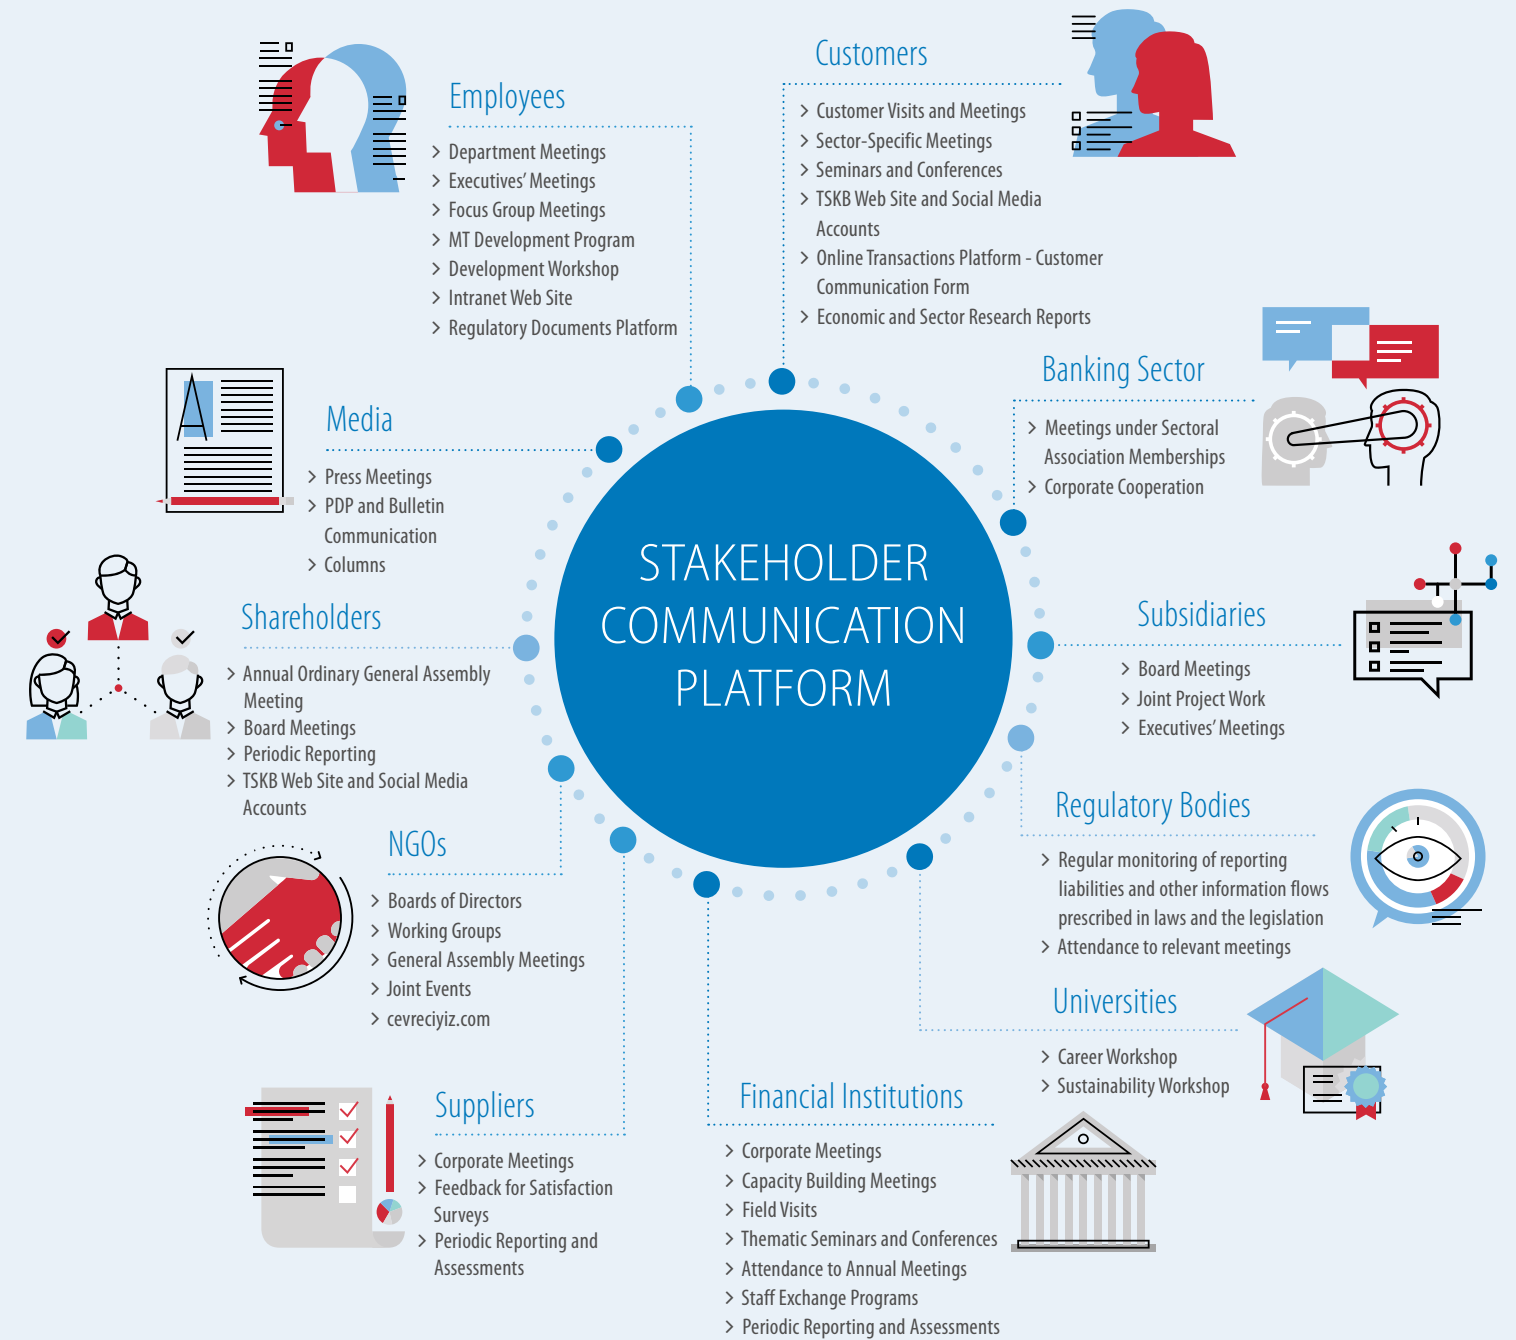 Employees
> Department Meetings
> Executives’ Meetings
> Focus Group Meetings
> MT Development Program
> Development Workshop
> Intranet Web Site
> Regulatory Documents Platform
Customers
> Customer Visits and Meetings
> Sector-Specific Meetings
> Seminars and Conferences
> TSKB Web Site and Social Media
Accounts
> Online Transactions Platform - Customer
Communication Form
> Economic and Sector Research Reports
Banking Sector
> Meetings under Sectoral
Association Memberships
> Corporate Cooperation
Media
> Press Meetings
> PDP and Bulletin
Communication
> Columns
STAKEHOLDER
COMMUNICATION
PLATFORM
Shareholders
> Annual Ordinary General Assembly
Meeting
> Board Meetings
> Periodic Reporting
> TSKB Web Site and Social Media
Accounts
Subsidiaries
> Board Meetings
> Joint Project Work
> Executives’ Meetings
Regulatory Bodies
> Regular monitoring of reporting
liabilities and other information flows
prescribed in laws and the legislation
> Attendance to relevant meetings
NGOs
> Boards of Directors
> Working Groups
> General Assembly Meetings
> Joint Events
> cevreciyiz.com
Universities
> Career Workshop
> Sustainability Workshop
Suppliers
> Corporate Meetings
> Feedback for Satisfaction
Surveys
> Periodic Reporting and
Assessments
Financial Institutions
> Corporate Meetings
> Capacity Building Meetings
> Field Visits
> Thematic Seminars and Conferences
> Attendance to Annual Meetings
> Staff Exchange Programs
> Periodic Reporting and Assessments
A